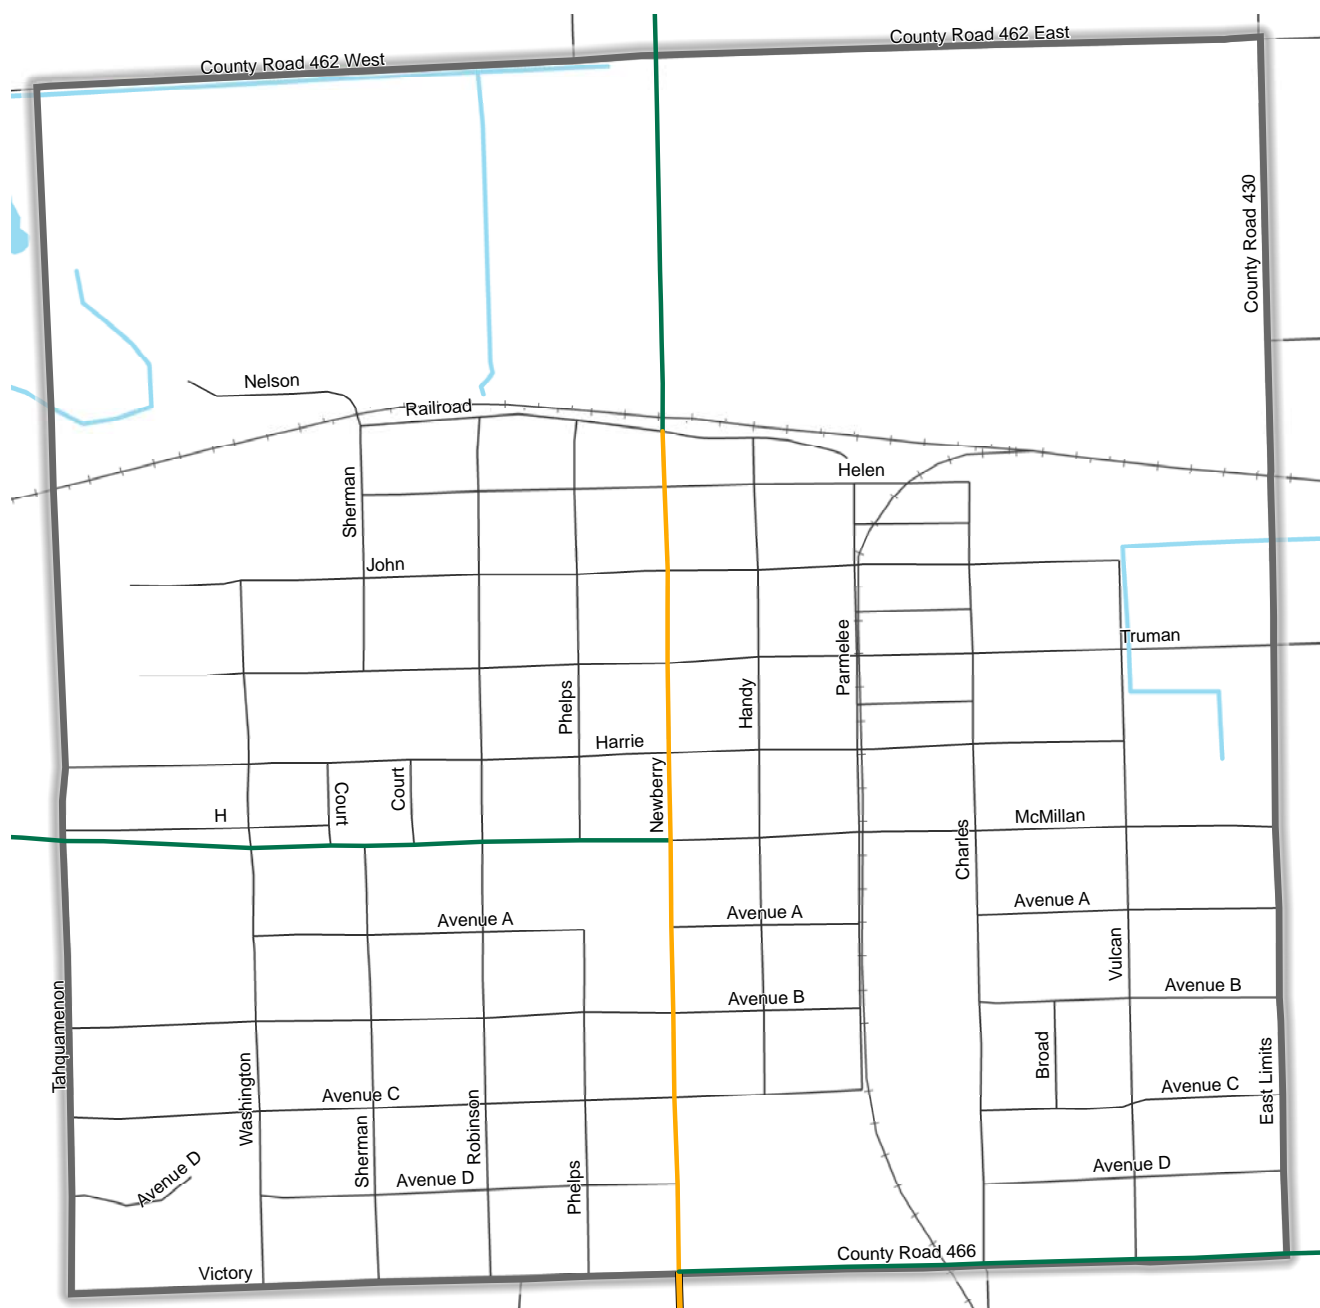 County Road 462 East
County Road 462 West
County Road 430
Nelson
Railroad
Helen
Sherman
John
Truman
Parmelee
Phelps
Handy
Harrie
Newberry
Court
Court
H
McMillan
Charles
Avenue A
Avenue A
Avenue A
Vulcan
Avenue B
Avenue B
Tahquamenon
Broad
East Limits
Washington
Avenue C
Avenue C
Robinson
Sherman
Avenue D
Avenue D
Avenue D
Phelps
County Road 466
Victory